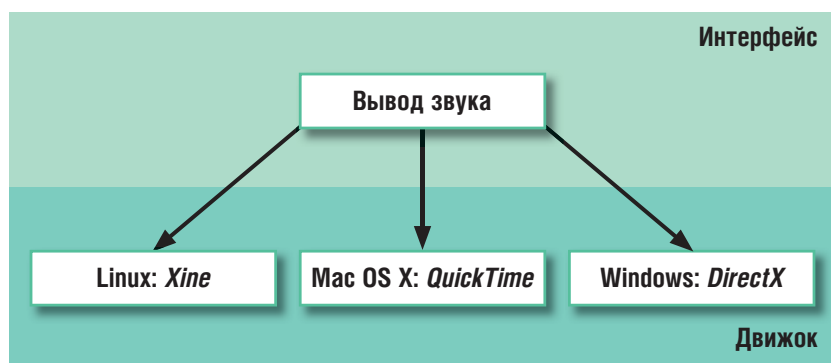 Интерфейс
Вывод звука
Linux: Xine
Mac OS X: QuickTime
Windows: DirectX
Движок